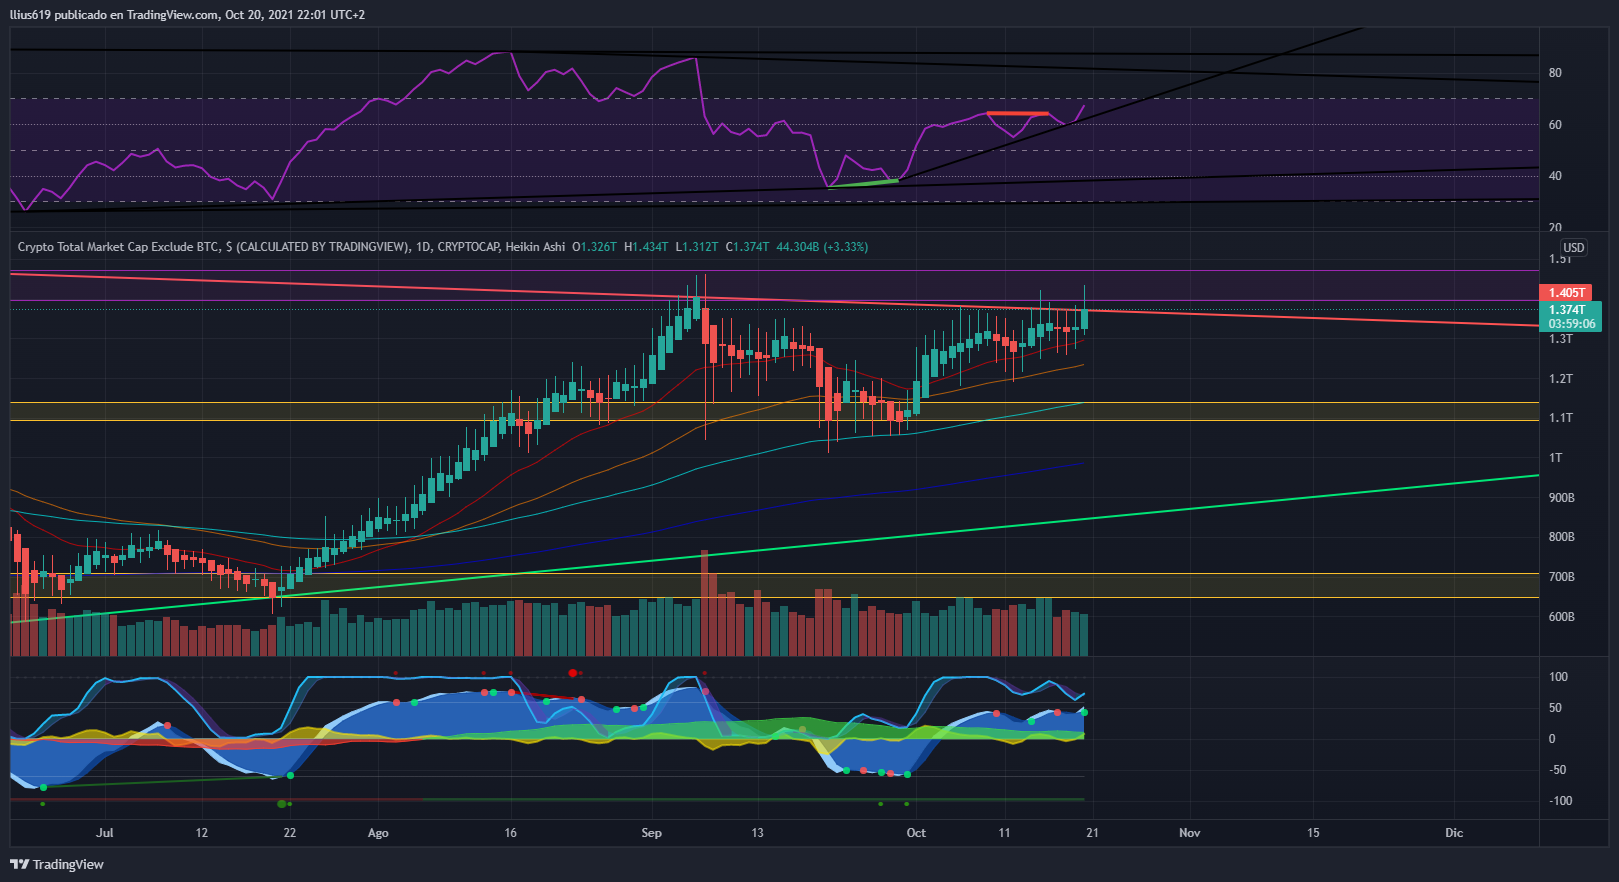 llius619 publicado en TradingView.com, Oct 20, 2021 22:01 UTC+2
80
60
40
20
Crypto Total Market Cap Exclude BTC, $ (CALCULATED BY TRADINGVIEW), 1D, CRYPTOCAP, Heikin Ashi O1.326T H1.434T L1.312T C1.374T 44.304B (+3.33%)
USD
1.5T
1.405T
1.374T
03:59:06
1.3T
1.2T
1.1T
1T
900B
800B
700B
600B
100
50
0
-50
-100
Jul 12 22 Ago 16 Sep 13 Oct 11 21 Nov 15 Dic
TradingView